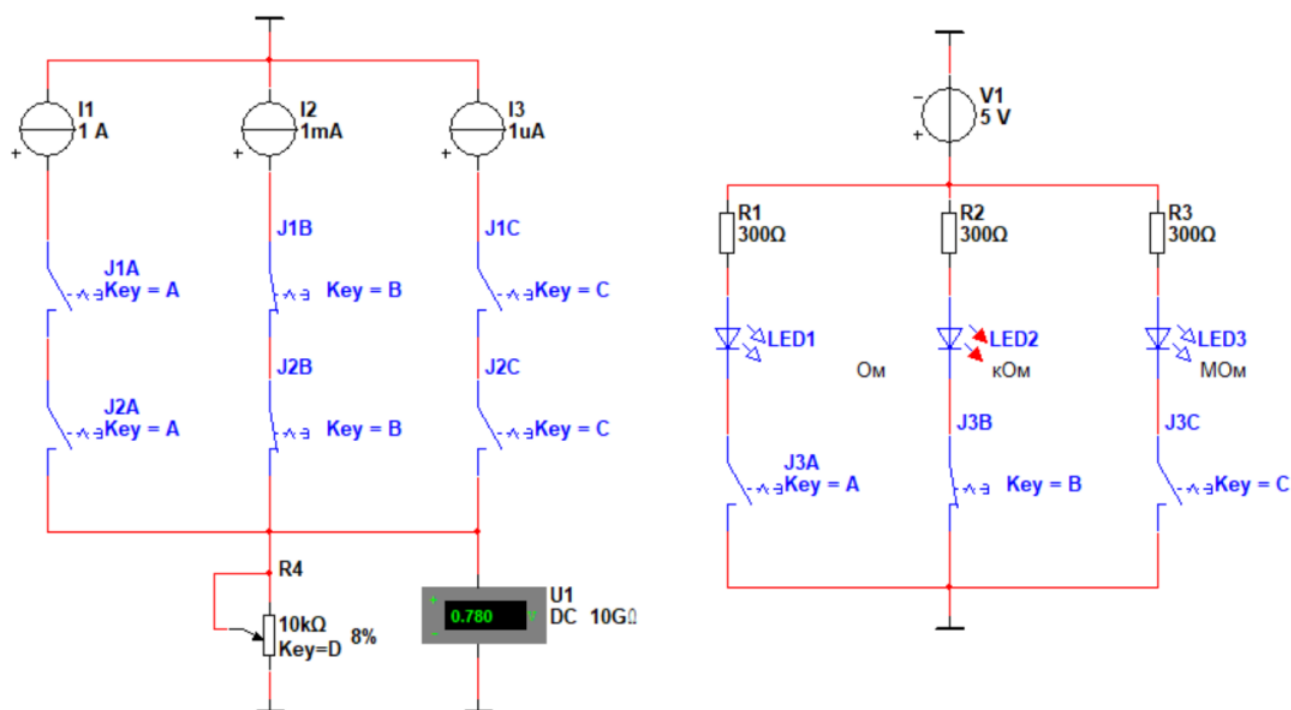 I1
1 A
+
I2
1mA
+
I3
1uA
+
J1B
J1C
J1A
Key = A
Key = B
Key = C
J2B
J2C
J2A
Key = A
Key = B
Key = C
R4
10kΩ
Key=D
8%
+
0.780
V
-
U1
DC 10GΩ
-
V1
5 V
+
R1
300Ω
R2
300Ω
R3
300Ω
LED1
LED2
LED3
Ом
кОм
МОм
J3B
J3C
J3A
Key = A
Key = B
Key = C